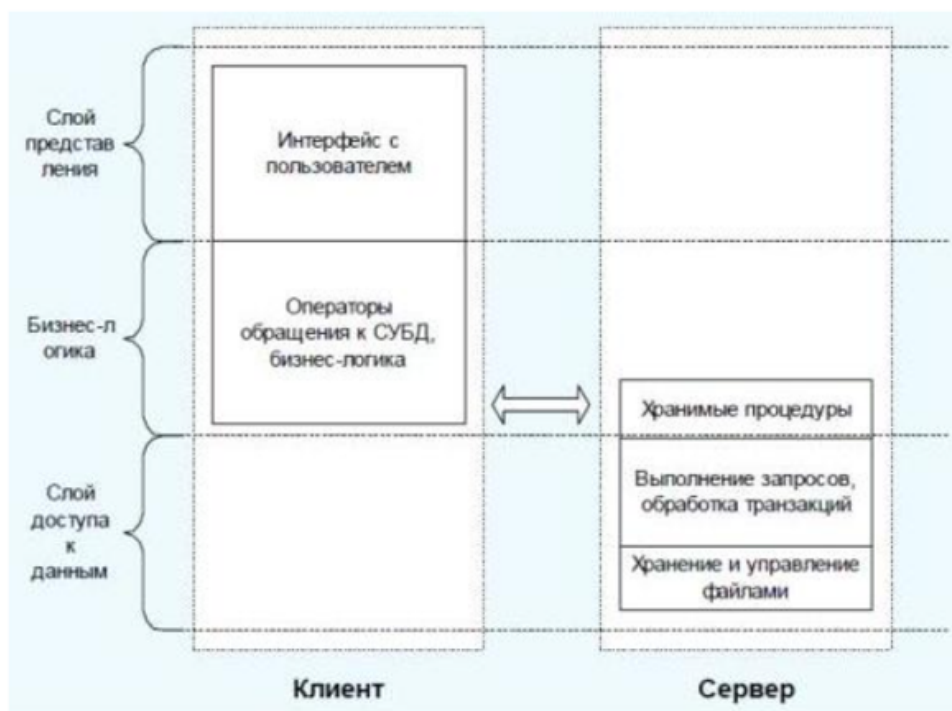 Слой
представ
ления
Интерфейс с
пользователем
Бизнес-л
огика
Операторы
обращения к СУБД,
бизнес-логика
Хранимые процедуры
Слой
доступа
к
данным
Выполнение запросов,
обработка транзакций
Хранение и управление
файлами
Клиент
Сервер